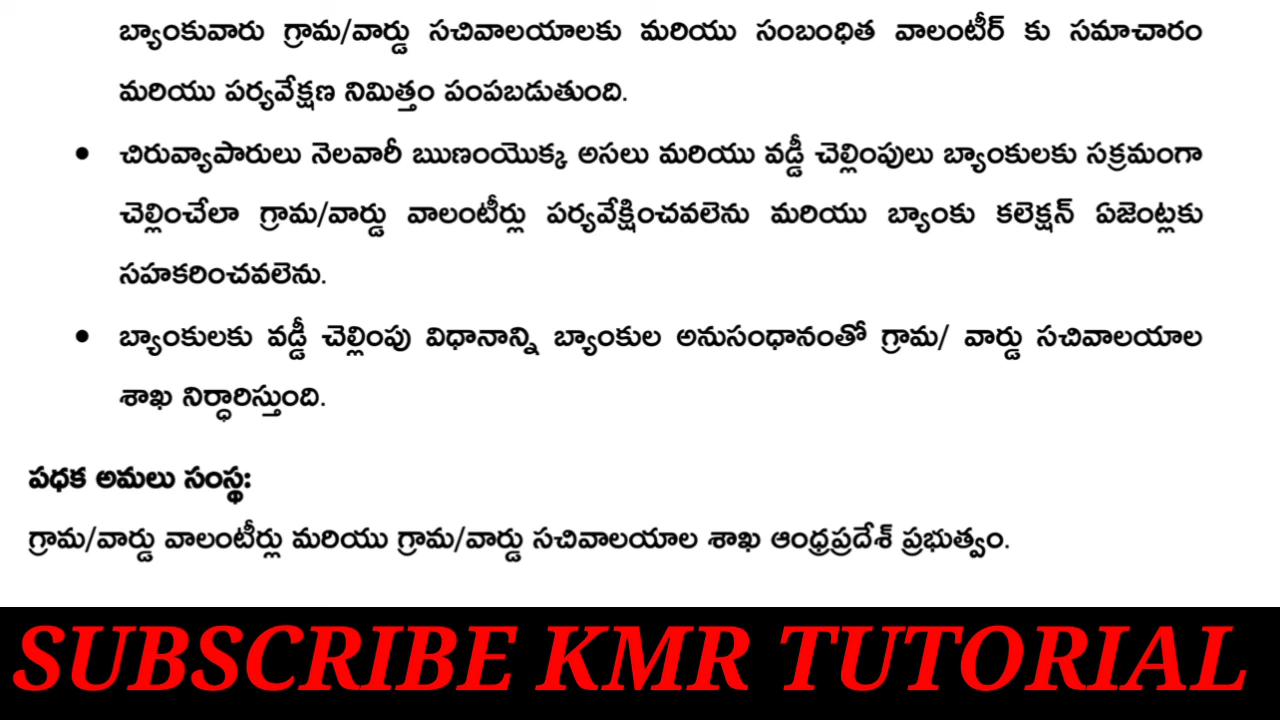 బ్యాంకువారు గ్రామ/వార్డు సచివాలయాలకు మరియు సంబంధిత వాలంటీర్ కు సమాచారం
మరియు పర్యవేక్షణ నిమిత్తం పంపబడుతుంది.
• చిరువ్యాపారులు నెలవారీ ఋణంయొక్క అసలు మరియు వడ్డీ చెల్లింపులు బ్యాంకులకు సక్రమంగా
చెల్లించేలా గ్రామ/వార్డు వాలంటీర్లు పర్యవేక్షించవలెను మరియు బ్యాంకు కలెక్షన్ ఏజెంట్లకు
సహకరించవలెను.
• బ్యాంకులకు వడ్డీ చెల్లింపు విధానాన్ని బ్యాంకుల అనుసంధానంతో గ్రామ/ వార్డు సచివాలయాల
శాఖ నిర్ధారిస్తుంది.
పధక అమలు సంస్థ:
గ్రామ/వార్డు వాలంటీర్లు మరియు గ్రామ/వార్డు సచివాలయాల శాఖ ఆంధ్రప్రదేశ్ ప్రభుత్వం.
SUBSCRIBE KMR TUTORIAL